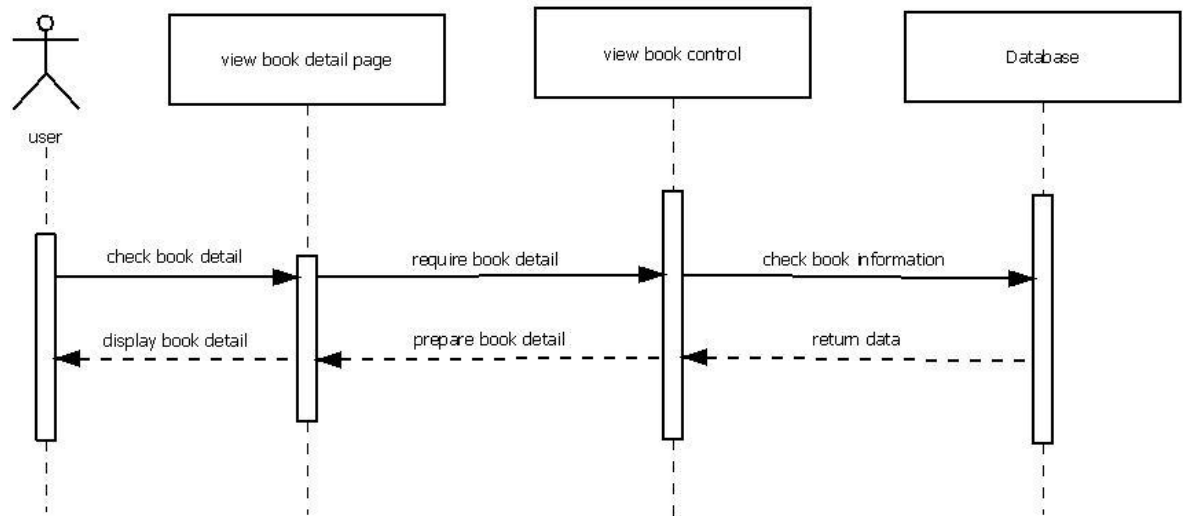 view book detail page
view book control
Database
user
check book detail
require book detail
check book information
display book detail
prepare book detail
return data